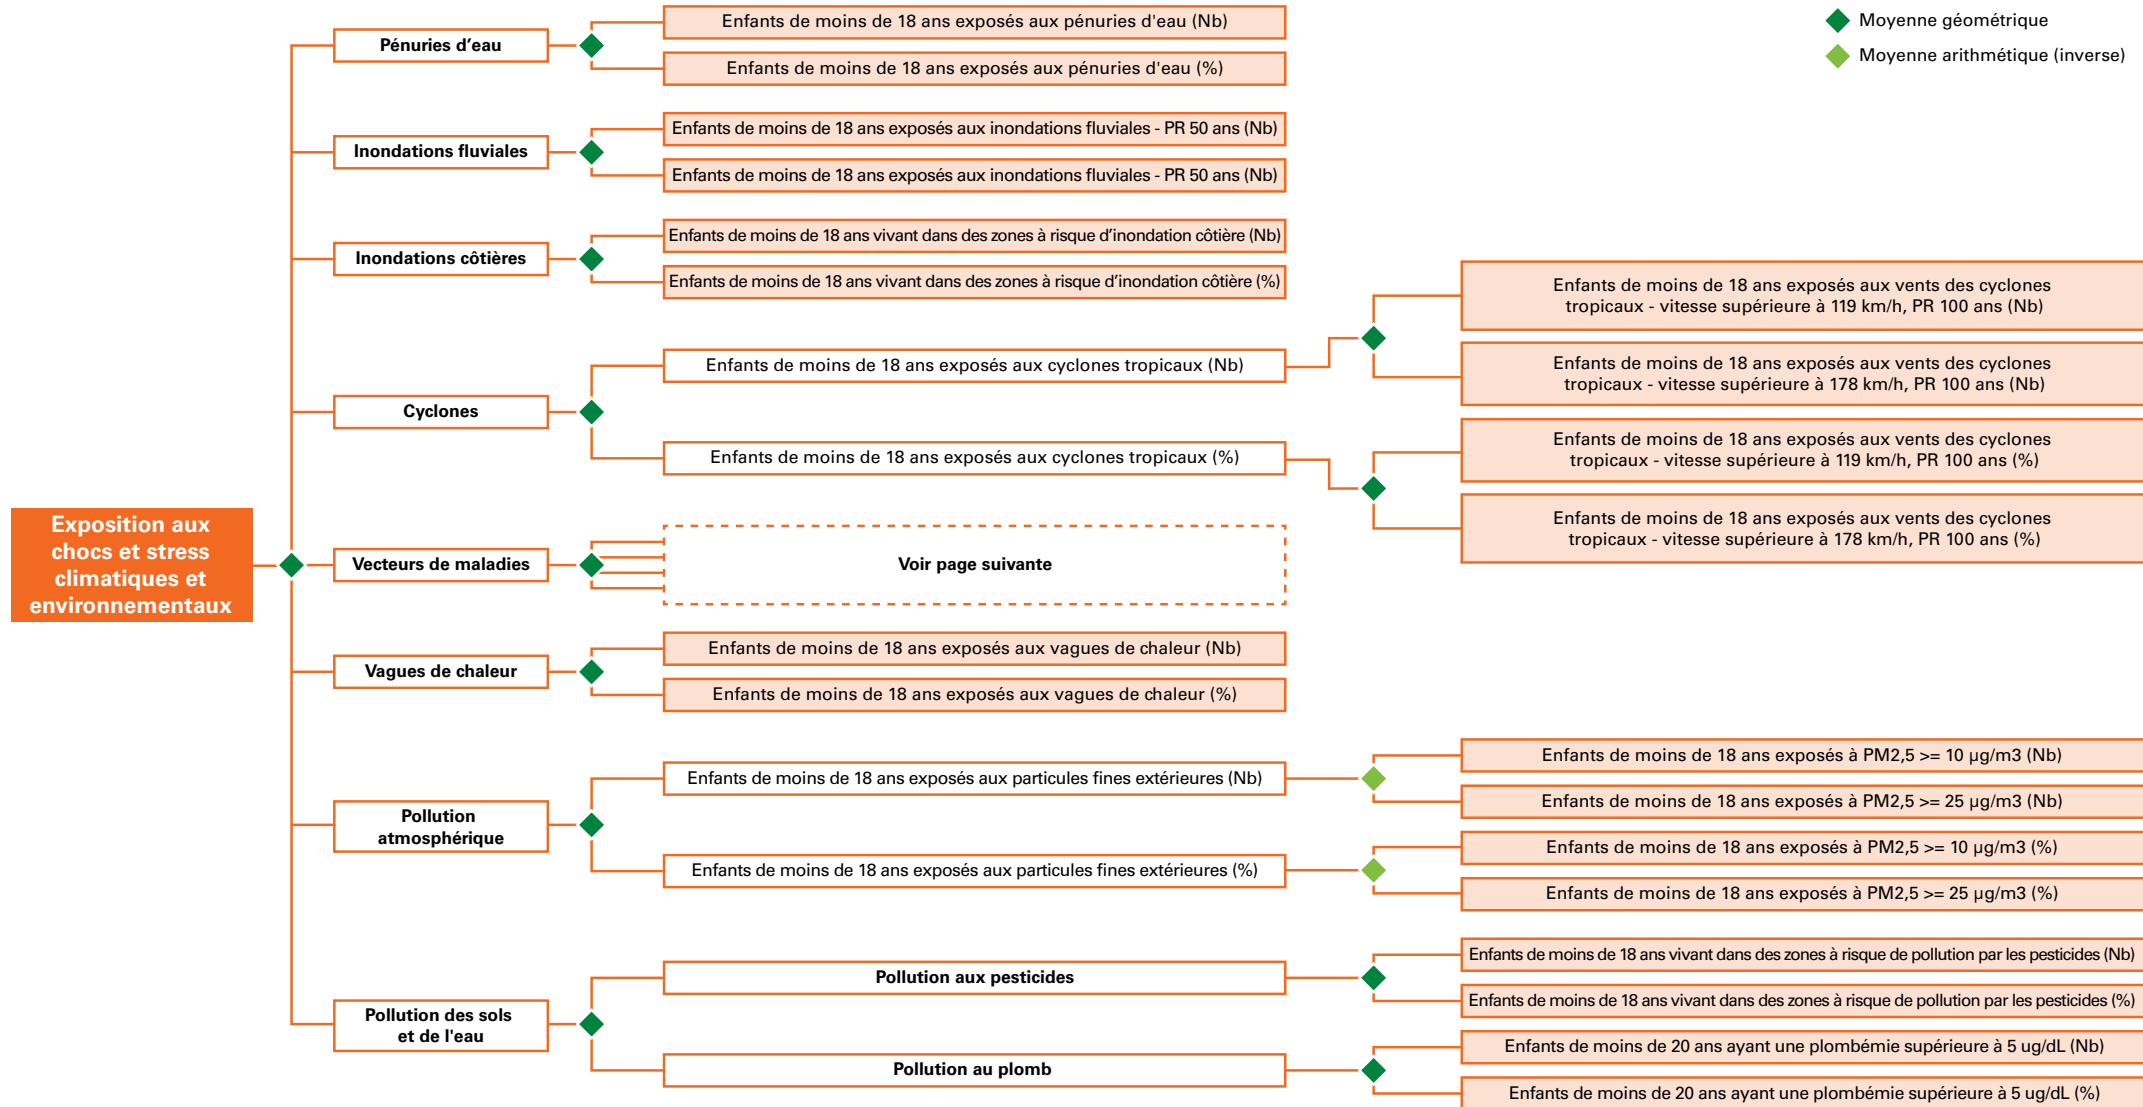 Moyenne géométrique
Moyenne arithmétique (inverse)
Exposition aux
chocs et stress
climatiques et
environnementaux
Pénuries d’eau
Enfants de moins de 18 ans exposés aux pénuries d'eau (Nb)
Enfants de moins de 18 ans exposés aux pénuries d'eau (%)
Inondations fluviales
Enfants de moins de 18 ans exposés aux inondations fluviales - PR 50 ans (Nb)
Enfants de moins de 18 ans exposés aux inondations fluviales - PR 50 ans (Nb)
Inondations côtières
Enfants de moins de 18 ans vivant dans des zones à risque d’inondation côtière (Nb)
Enfants de moins de 18 ans vivant dans des zones à risque d’inondation côtière (%)
Cyclones
Enfants de moins de 18 ans exposés aux cyclones tropicaux (Nb)
Enfants de moins de 18 ans exposés aux vents des cyclones
tropicaux - vitesse supérieure à 119 km/h, PR 100 ans (Nb)
Enfants de moins de 18 ans exposés aux vents des cyclones
tropicaux - vitesse supérieure à 178 km/h, PR 100 ans (Nb)
Enfants de moins de 18 ans exposés aux cyclones tropicaux (%)
Enfants de moins de 18 ans exposés aux vents des cyclones
tropicaux - vitesse supérieure à 119 km/h, PR 100 ans (%)
Enfants de moins de 18 ans exposés aux vents des cyclones
tropicaux - vitesse supérieure à 178 km/h, PR 100 ans (%)
Vecteurs de maladies
Voir page suivante
Vagues de chaleur
Enfants de moins de 18 ans exposés aux vagues de chaleur (Nb)
Enfants de moins de 18 ans exposés aux vagues de chaleur (%)
Pollution
atmosphérique
Enfants de moins de 18 ans exposés aux particules fines extérieures (Nb)
Enfants de moins de 18 ans exposés à PM2,5 >= 10 µg/m3 (Nb)
Enfants de moins de 18 ans exposés à PM2,5 >= 25 µg/m3 (Nb)
Enfants de moins de 18 ans exposés aux particules fines extérieures (%)
Enfants de moins de 18 ans exposés à PM2,5 >= 10 µg/m3 (%)
Enfants de moins de 18 ans exposés à PM2,5 >= 25 µg/m3 (%)
Pollution des sols
et de l'eau
Pollution aux pesticides
Enfants de moins de 18 ans vivant dans des zones à risque de pollution par les pesticides (Nb)
Enfants de moins de 18 ans vivant dans des zones à risque de pollution par les pesticides (%)
Pollution au plomb
Enfants de moins de 20 ans ayant une plombémie supérieure à 5 ug/dL (Nb)
Enfants de moins de 20 ans ayant une plombémie supérieure à 5 ug/dL (%)